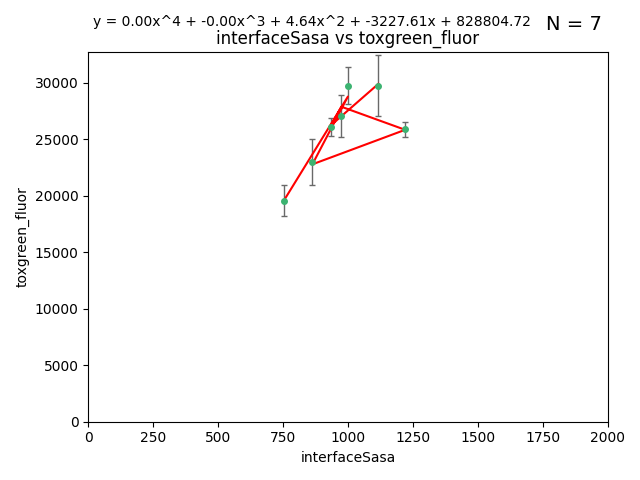 y = 0.00x^4 + -0.00x^3 + 4.64x^2 + -3227.61x + 828804.72
N = 7
interfaceSasa vs toxgreen_fluor
30000
25000
20000
15000
10000
5000
0
toxgreen_fluor
0 250 500 750 1000 1250 1500 1750 2000
interfaceSasa